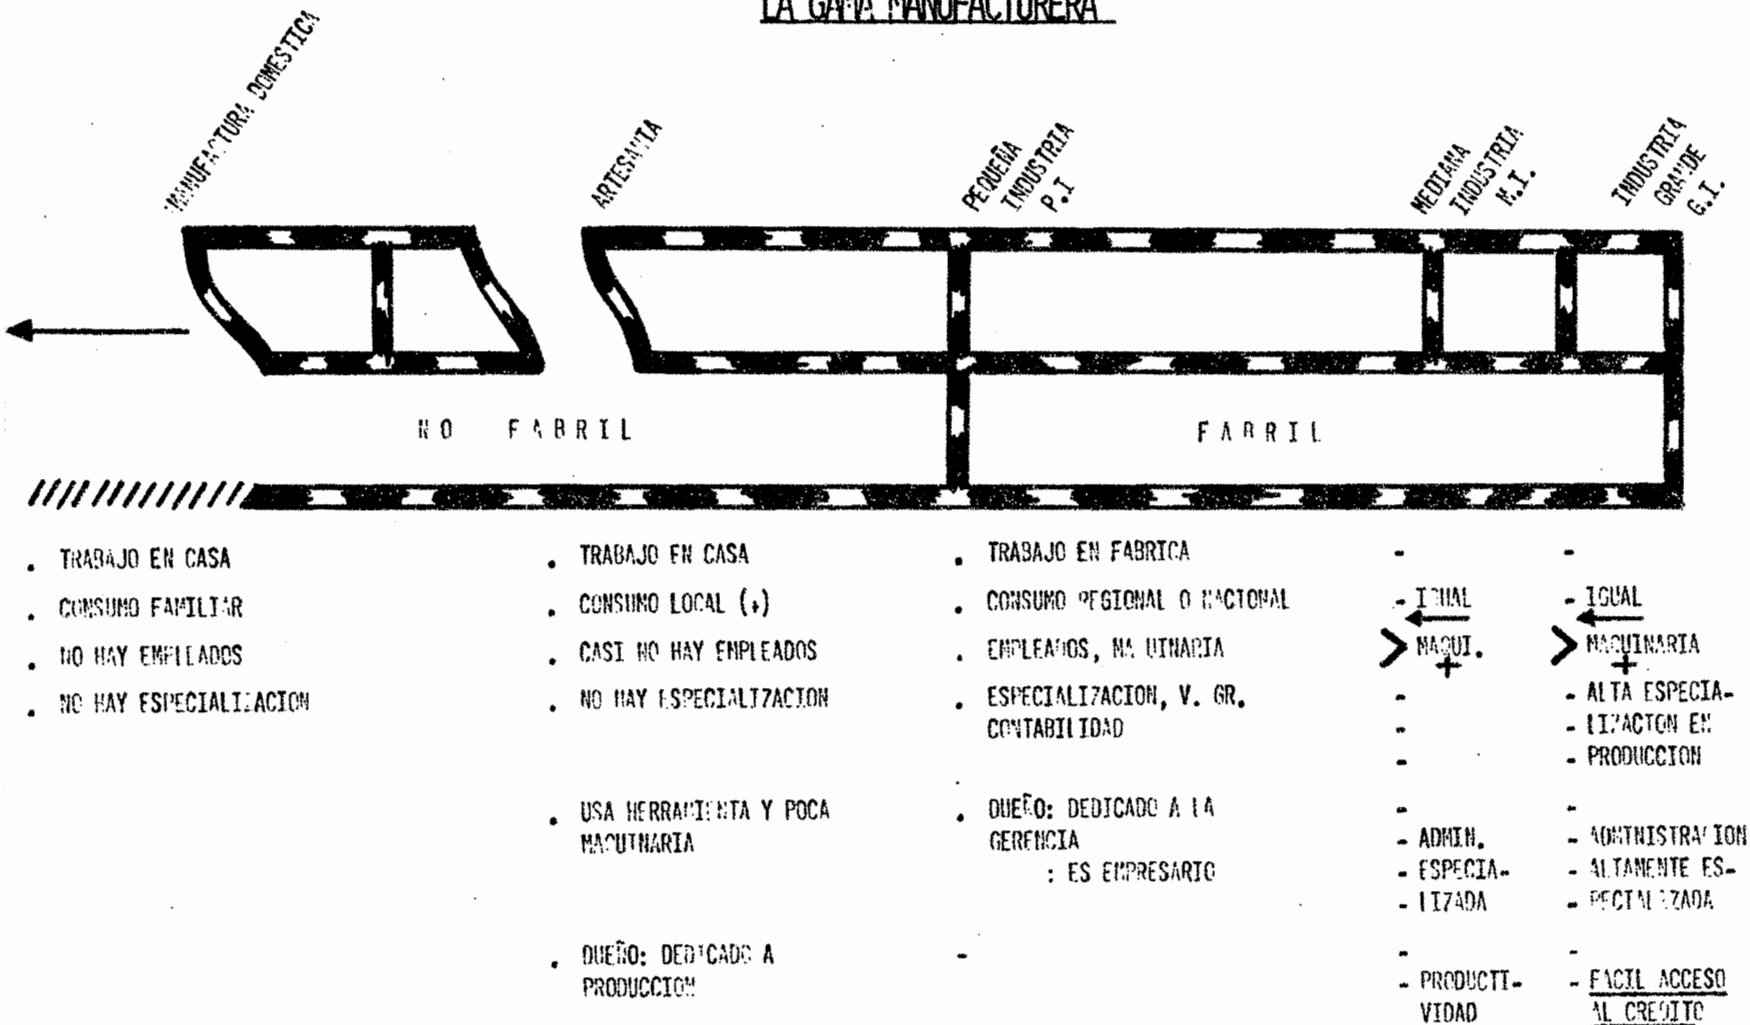 LA GAMA MANUFACTURERA
MANUFACTURA DOMESTICA
ARTESANIA
PEQUEÑA
INDUSTRIA
P.I
MEDIANA
INDUSTRIA
M.I.
INDUSTRIA
GRANDE
G.I.
NO FABRIL
FABRIL
. TRABAJO EN CASA
. CONSUMO FAMILIAR
. NO HAY EMPLEADOS
. NO HAY ESPECIALIZACION
. TRABAJO EN CASA
. CONSUMO LOCAL (+)
. CASI NO HAY EMPLEADOS
. NO HAY ESPECIALIZACION
. USA HERRAMIENTA Y POCA
MAQUINARIA
. DUEÑO: DEDICADO A
PRODUCCION
. TRABAJO EN FABRICA
. CONSUMO REGIONAL O NACIONAL
. EMPLEADOS, MAQUINARIA
. ESPECIALIZACION, V. GR.
CONTABILIDAD
. DUEÑO: DEDICADO A LA
GERENCIA
: ES EMPRESARIO
-
-
- IGUAL
> MAQUI.
+
-
-
-
-
- ADMIN.
- ESPECIA-
- LIZADA
-
- PRODUCTI-
VIDAD
-
- IGUAL
> MAQUINARIA
+
- ALTA ESPECIA-
- LIZACION EN
- PRODUCCION
-
- ADMINISTRACION
- ALTAMENTE ES-
- PECIALIZADA
-
- FACIL ACCESO
AL CREDITO